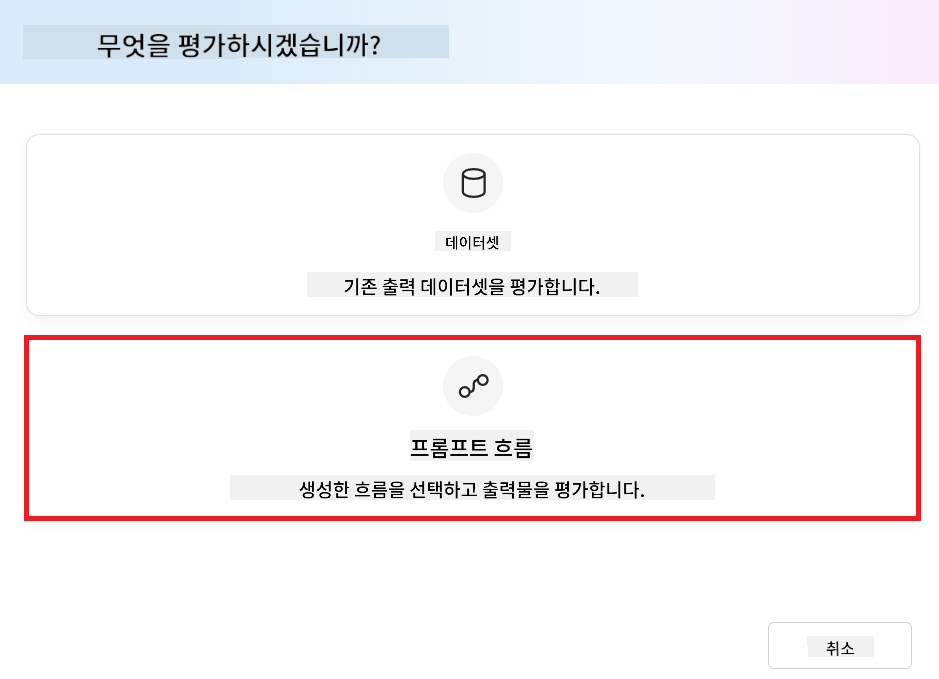 무엇을 평가하시겠습니까?
데이터셋
기존 출력 데이터셋을 평가합니다.
프롬프트 흐름
생성한 흐름을 선택하고 출력물을 평가합니다.
취소